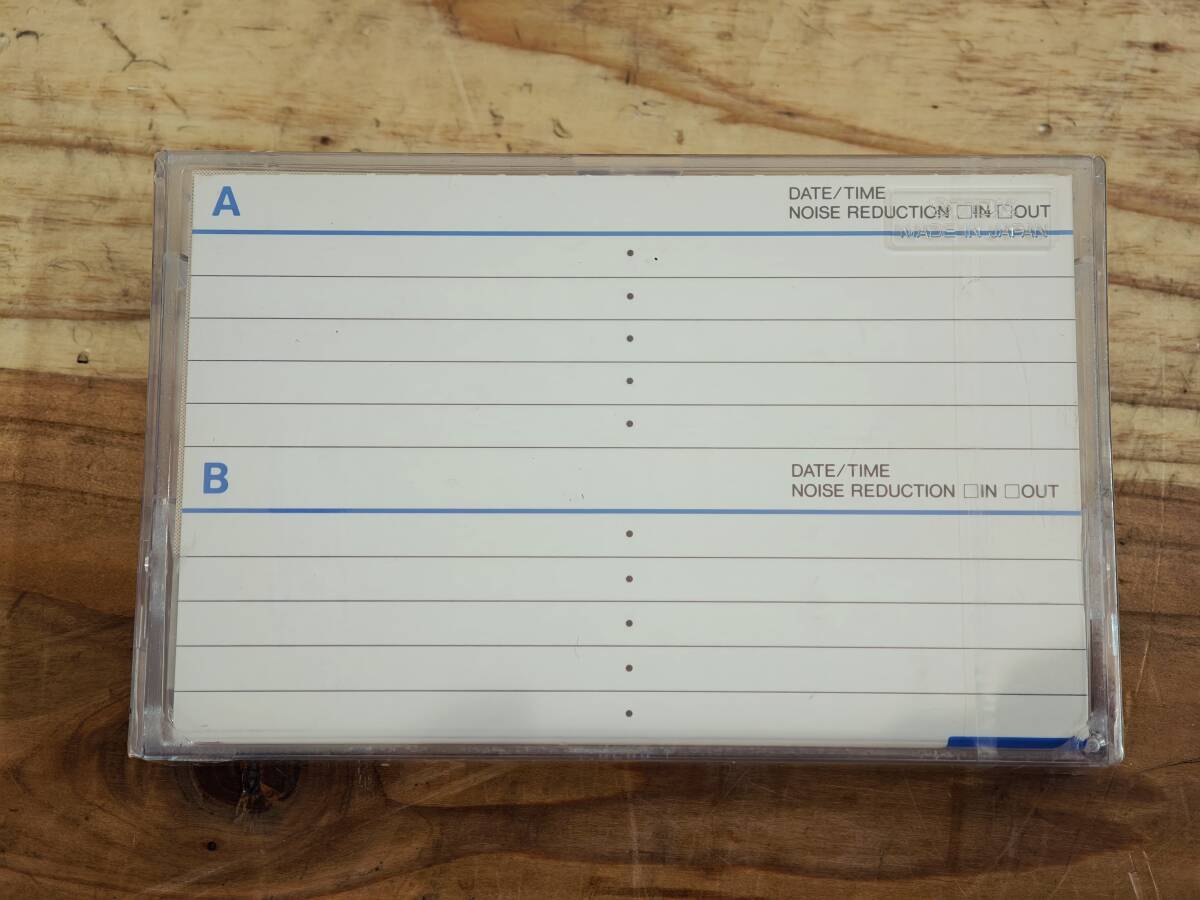 A
DATE/TIME
NOISE REDUCTION □IN □OUT
MADE IN JAPAN
B
DATE/TIME
NOISE REDUCTION □IN □OUT